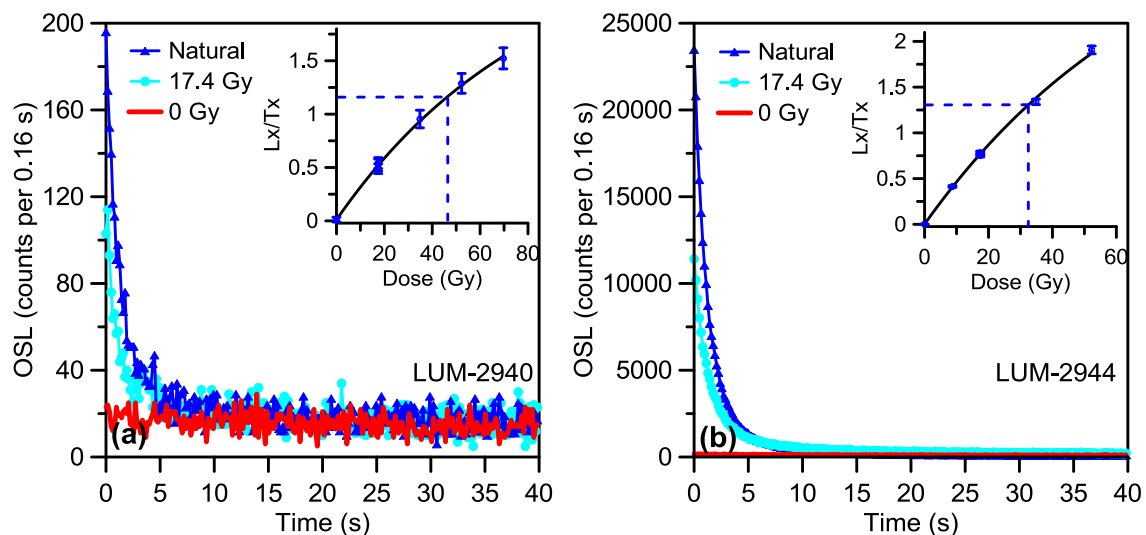 200
160
120
80
40
0
OSL (counts per 0.16 s)
Natural
17.4 Gy
0 Gy
1.5
1
0.5
0
Lx/Tx
0 20 40 60 80
Dose (Gy)
LUM-2940
(a)
0 5 10 15 20 25 30 35 40
Time (s)
25000
20000
15000
10000
5000
0
OSL (counts per 0.16 s)
Natural
17.4 Gy
0 Gy
2
1.5
1
0.5
0
Lx/Tx
0 20 40 60
Dose (Gy)
LUM-2944
(b)
0 5 10 15 20 25 30 35 40
Time (s)